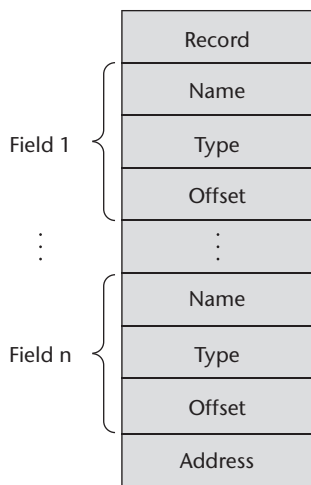 Record
Name
Field 1
Type
Offset
⋮ ⋮
Name
Field n
Type
Offset
Address